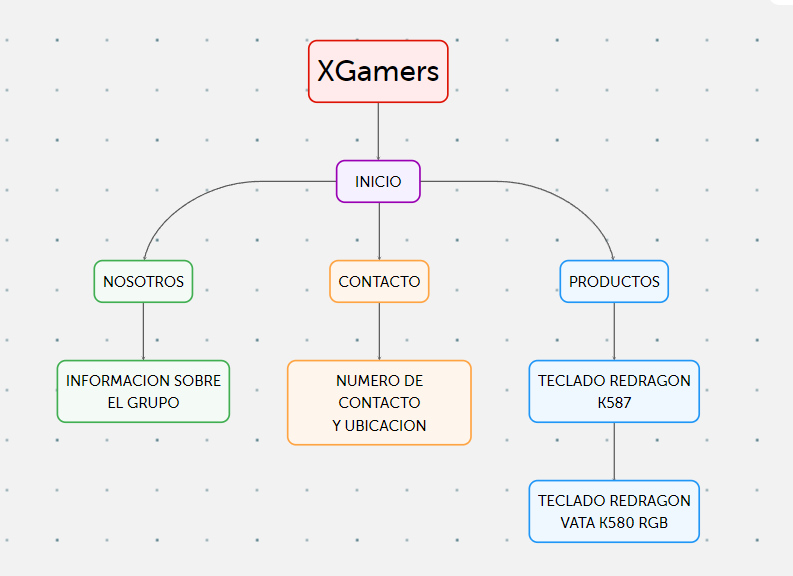 XGamers
INICIO
NOSOTROS
CONTACTO
PRODUCTOS
INFORMACION SOBRE
EL GRUPO
NUMERO DE
CONTACTO
Y UBICACION
TECLADO REDRAGON
K587
TECLADO REDRAGON
VATA K580 RGB